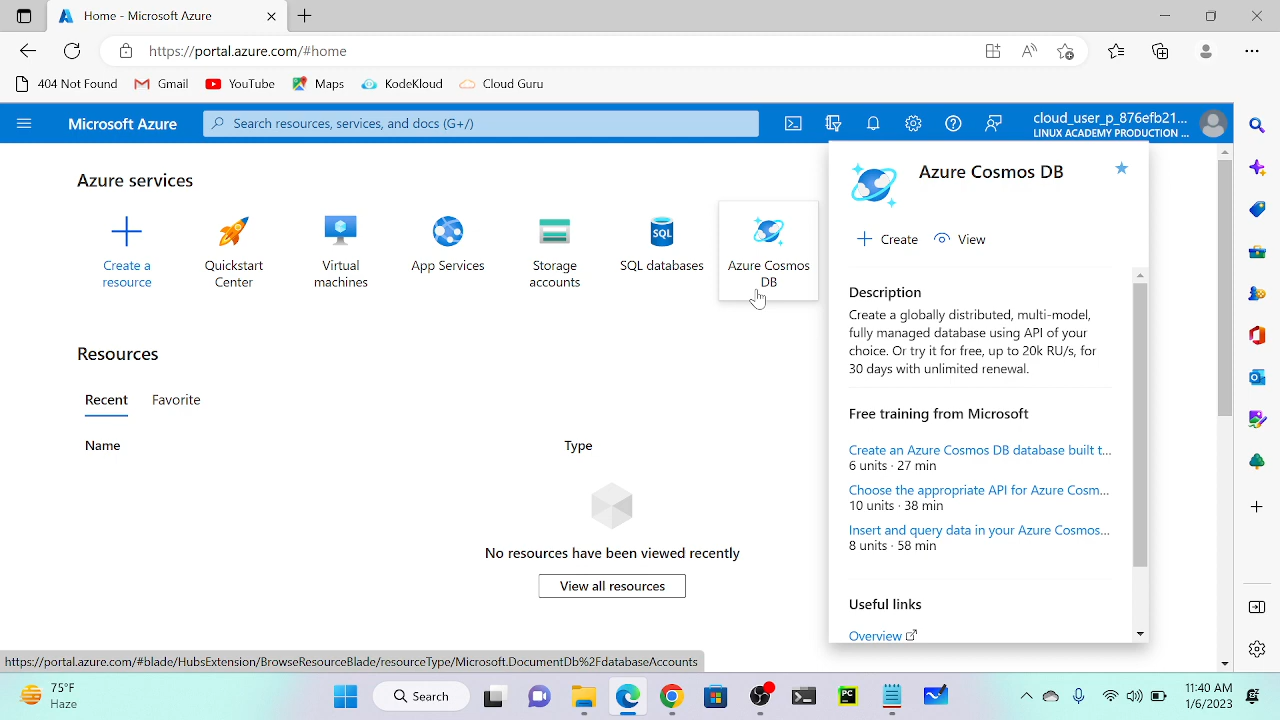 Home - Microsoft Azure
https://portal.azure.com/#home
404 Not Found
Gmail
YouTube
Maps
KodeKloud
Cloud Guru
Microsoft Azure
Search resources, services, and docs (G+/)
cloud_user_p_876efb21...
LINUX ACADEMY PRODUCTION ...
Azure services
Create a
resource
Quickstart
Center
Virtual
machines
App Services
Storage
accounts
SQL
SQL databases
Azure Cosmos
DB
Azure Cosmos DB
Create
View
Description
Create a globally distributed, multi-model,
fully managed database using API of your
choice. Or try it for free, up to 20k RU/s, for
30 days with unlimited renewal.
Free training from Microsoft
Create an Azure Cosmos DB database built t...
6 units · 27 min
Choose the appropriate API for Azure Cosm...
10 units · 38 min
Insert and query data in your Azure Cosmos...
8 units · 58 min
Useful links
Overview
Resources
Recent
Favorite
Name
Type
No resources have been viewed recently
View all resources
https://portal.azure.com/#blade/HubsExtension/BrowseResourceBlade/resourceType/Microsoft.DocumentDb%2FdatabaseAccounts
75°F
Haze
Search
PC
11:40 AM
1/6/2023